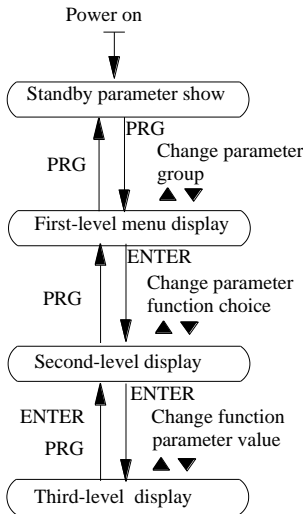 Power on
Standby parameter show
PRG
PRG
Change parameter
group
▲ ▼
First-level menu display
ENTER
PRG
Change parameter
function choice
▲ ▼
Second-level display
ENTER
ENTER
PRG
Change function
parameter value
▲ ▼
Third-level display